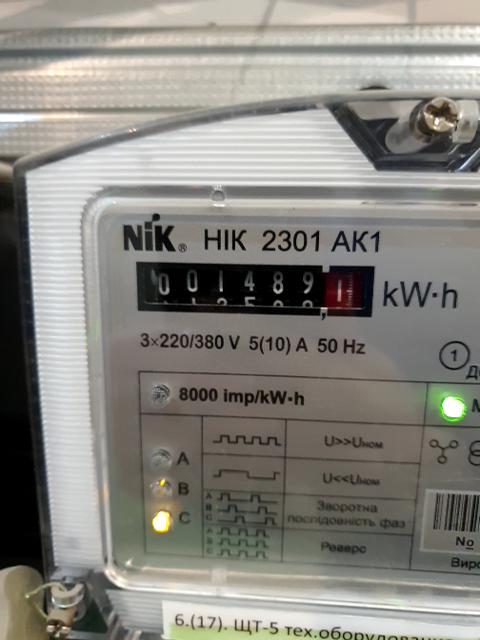 NiK® НІК 2301 АК1
001489,1 kW·h
3×220/380 V 5(10) A 50 Hz
1
8000 imp/kW·h
A
B
C
U>>Uном
U<<Uном
A
B
C
Зворотна
послідовність фаз
A
B
C
Реверс
No
6.(17). ЩТ-5 тех.оборудование